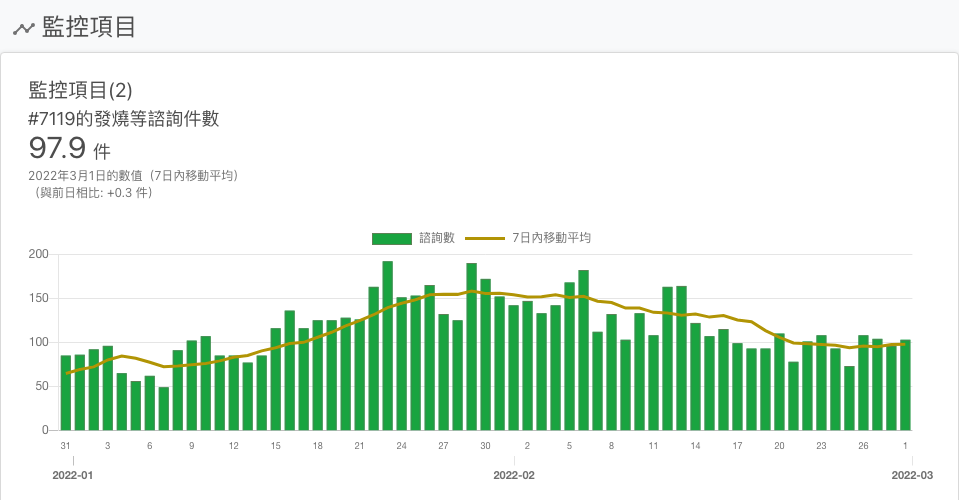 監控項目
監控項目(2)
#7119的發燒等諮詢件數
97.9 件
2022年3月1日的數值（7日內移動平均）
（與前日相比: +0.3 件）
諮詢數 7日內移動平均
200
150
100
50
0
31 3 6 9 12 15 18 21 24 27 30 2 5 8 11 14 17 20 23 26 1
2022-01 2022-02 2022-03